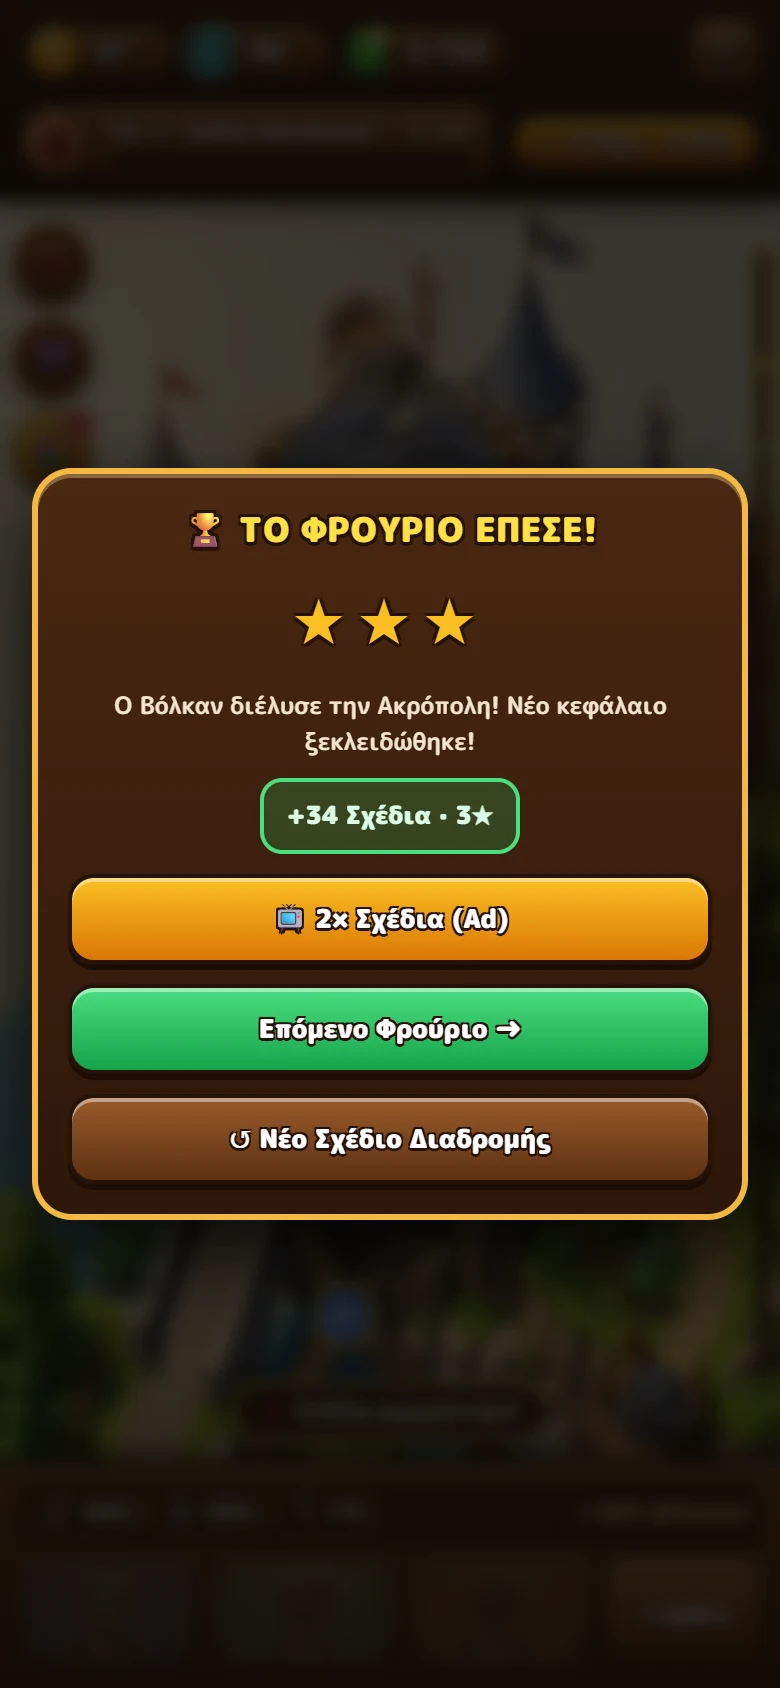 🏆 ΤΟ ΦΡΟΥΡΙΟ ΕΠΕΣΕ!
★ ★ ★
Ο Βόλκαν διέλυσε την Ακρόπολη! Νέο κεφάλαιο
ξεκλειδώθηκε!
+34 Σχέδια · 3★
📺 2× Σχέδια (Ad)
Επόμενο Φρούριο →
↺ Νέο Σχέδιο Διαδρομής